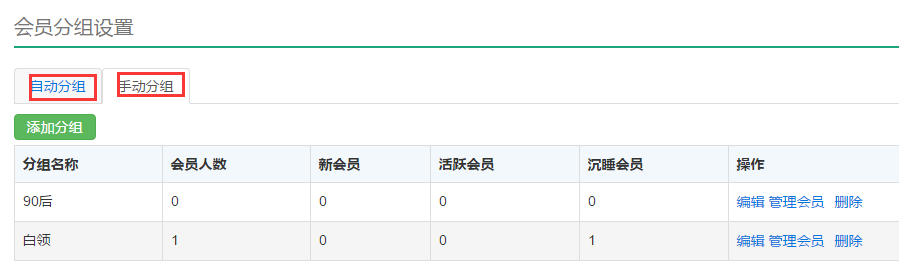 会员分组设置
自动分组 手动分组
添加分组
分组名称 会员人数 新会员 活跃会员 沉睡会员 操作
90后 0 0 0 0 编辑 管理会员 删除
白领 1 0 0 1 编辑 管理会员 删除